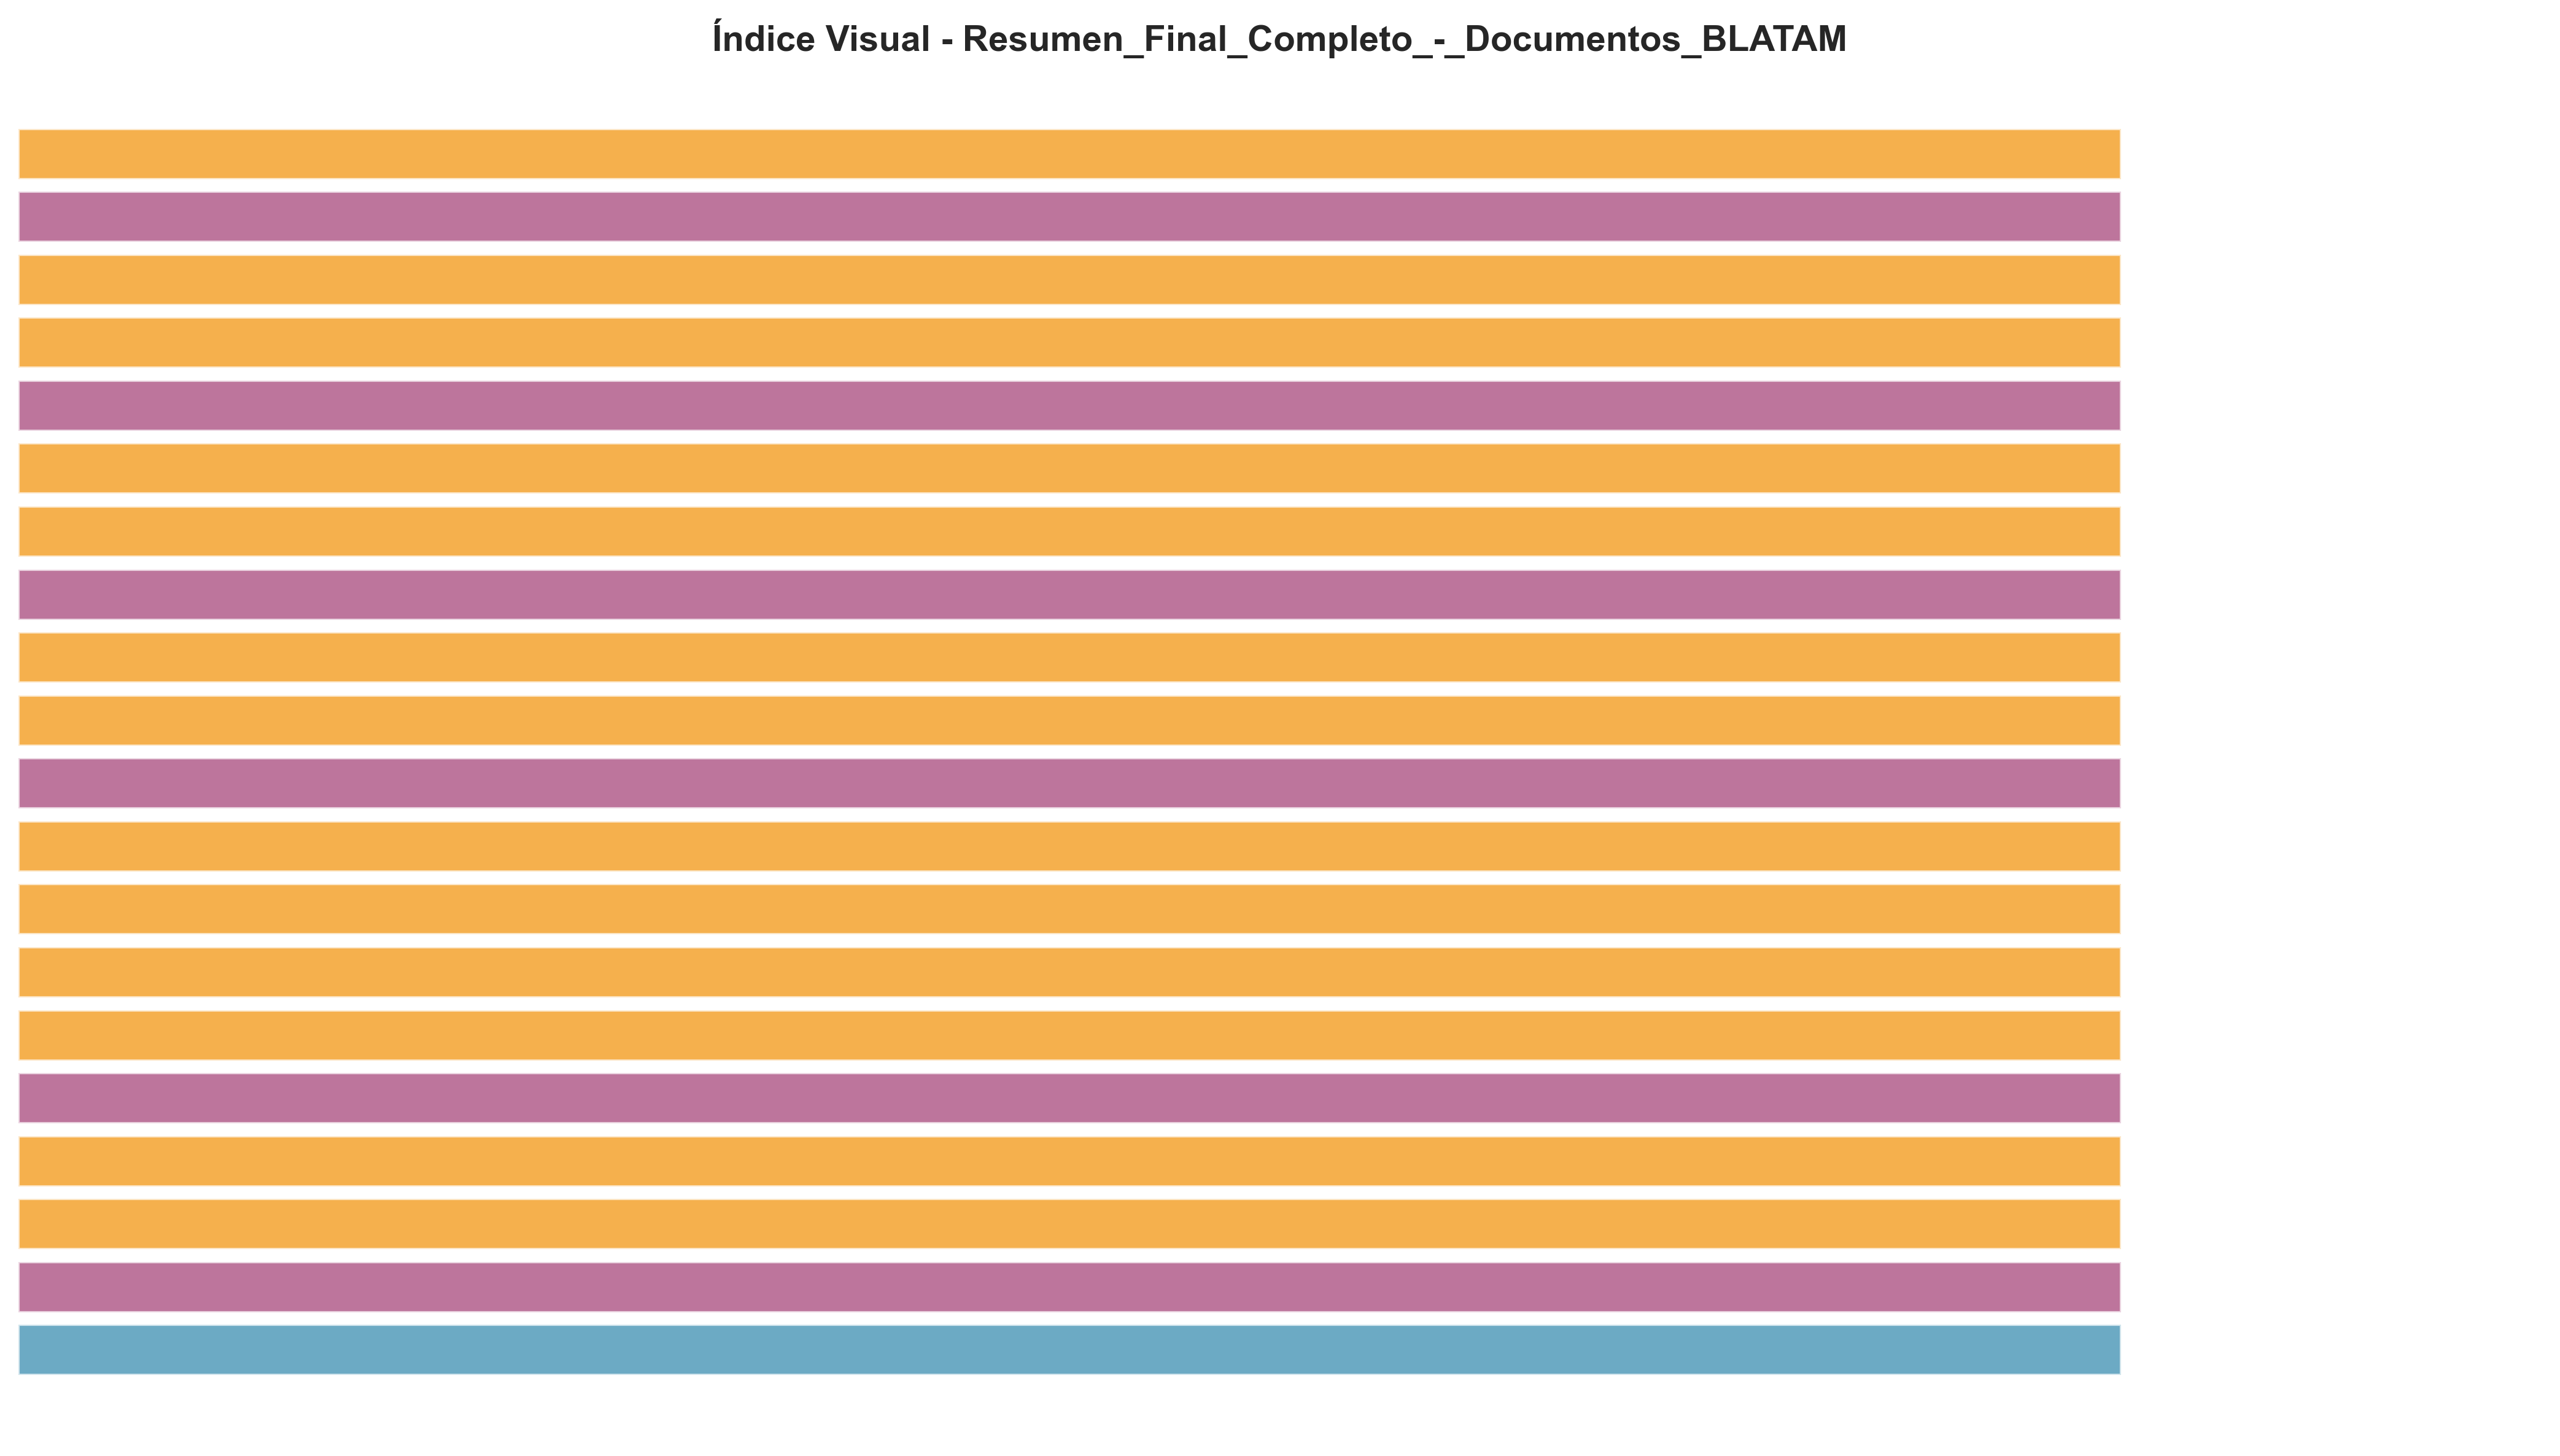 Índice Visual - Resumen_Final_Completo_-_Documentos_BLATAM